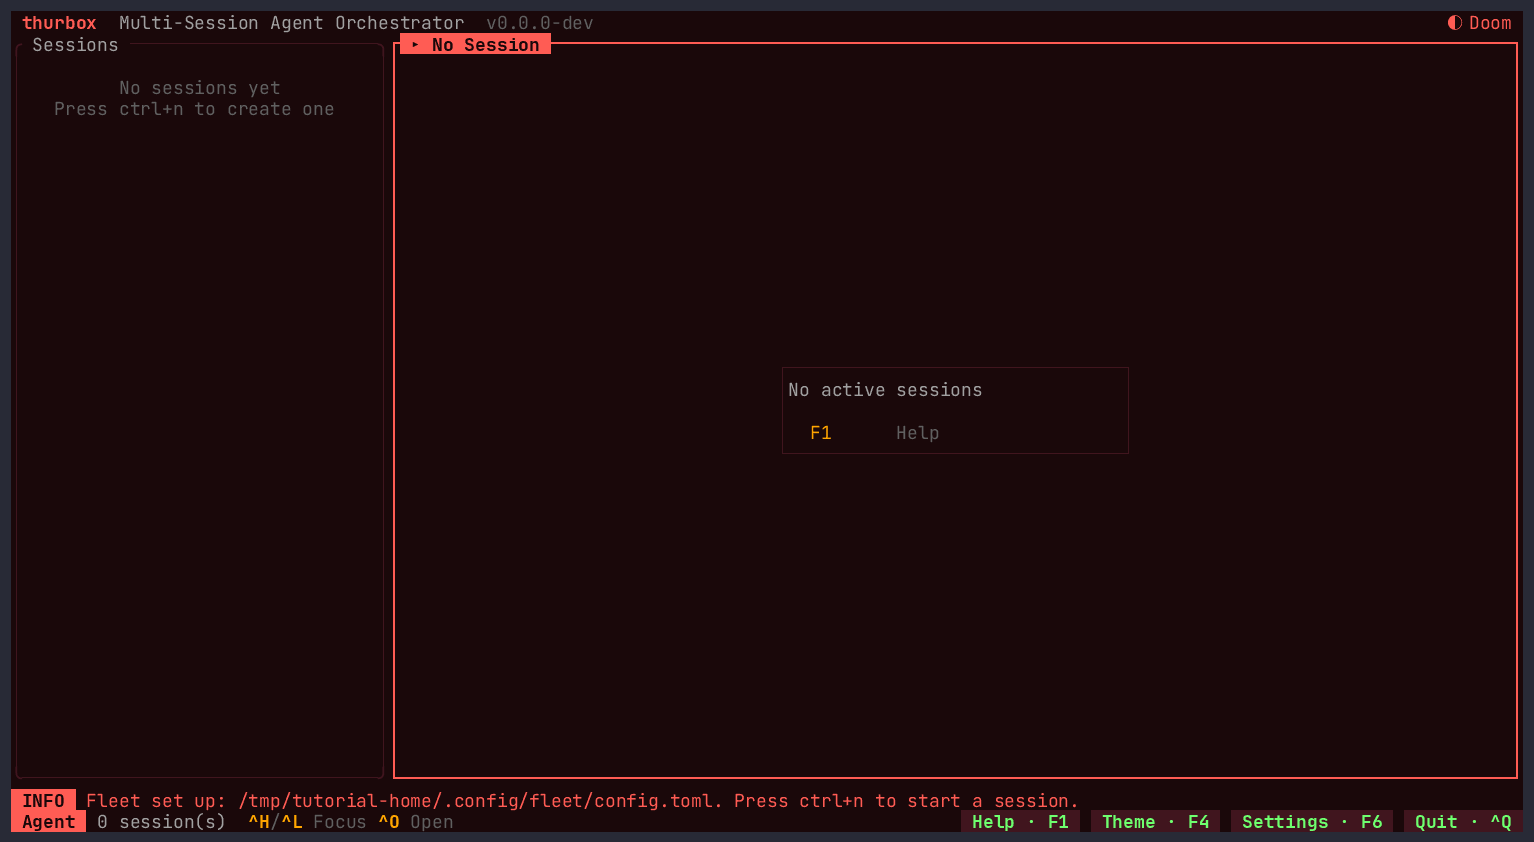 thurbox Multi-Session Agent Orchestrator v0.0.0-dev ◐ Doom
Sessions
▸ No Session
No sessions yet
Press ctrl+n to create one
No active sessions
F1 Help
INFO Fleet set up: /tmp/tutorial-home/.config/fleet/config.toml. Press ctrl+n to start a session.
Agent 0 session(s) ^H/^L Focus ^O Open Help · F1 Theme · F4 Settings · F6 Quit · ^Q